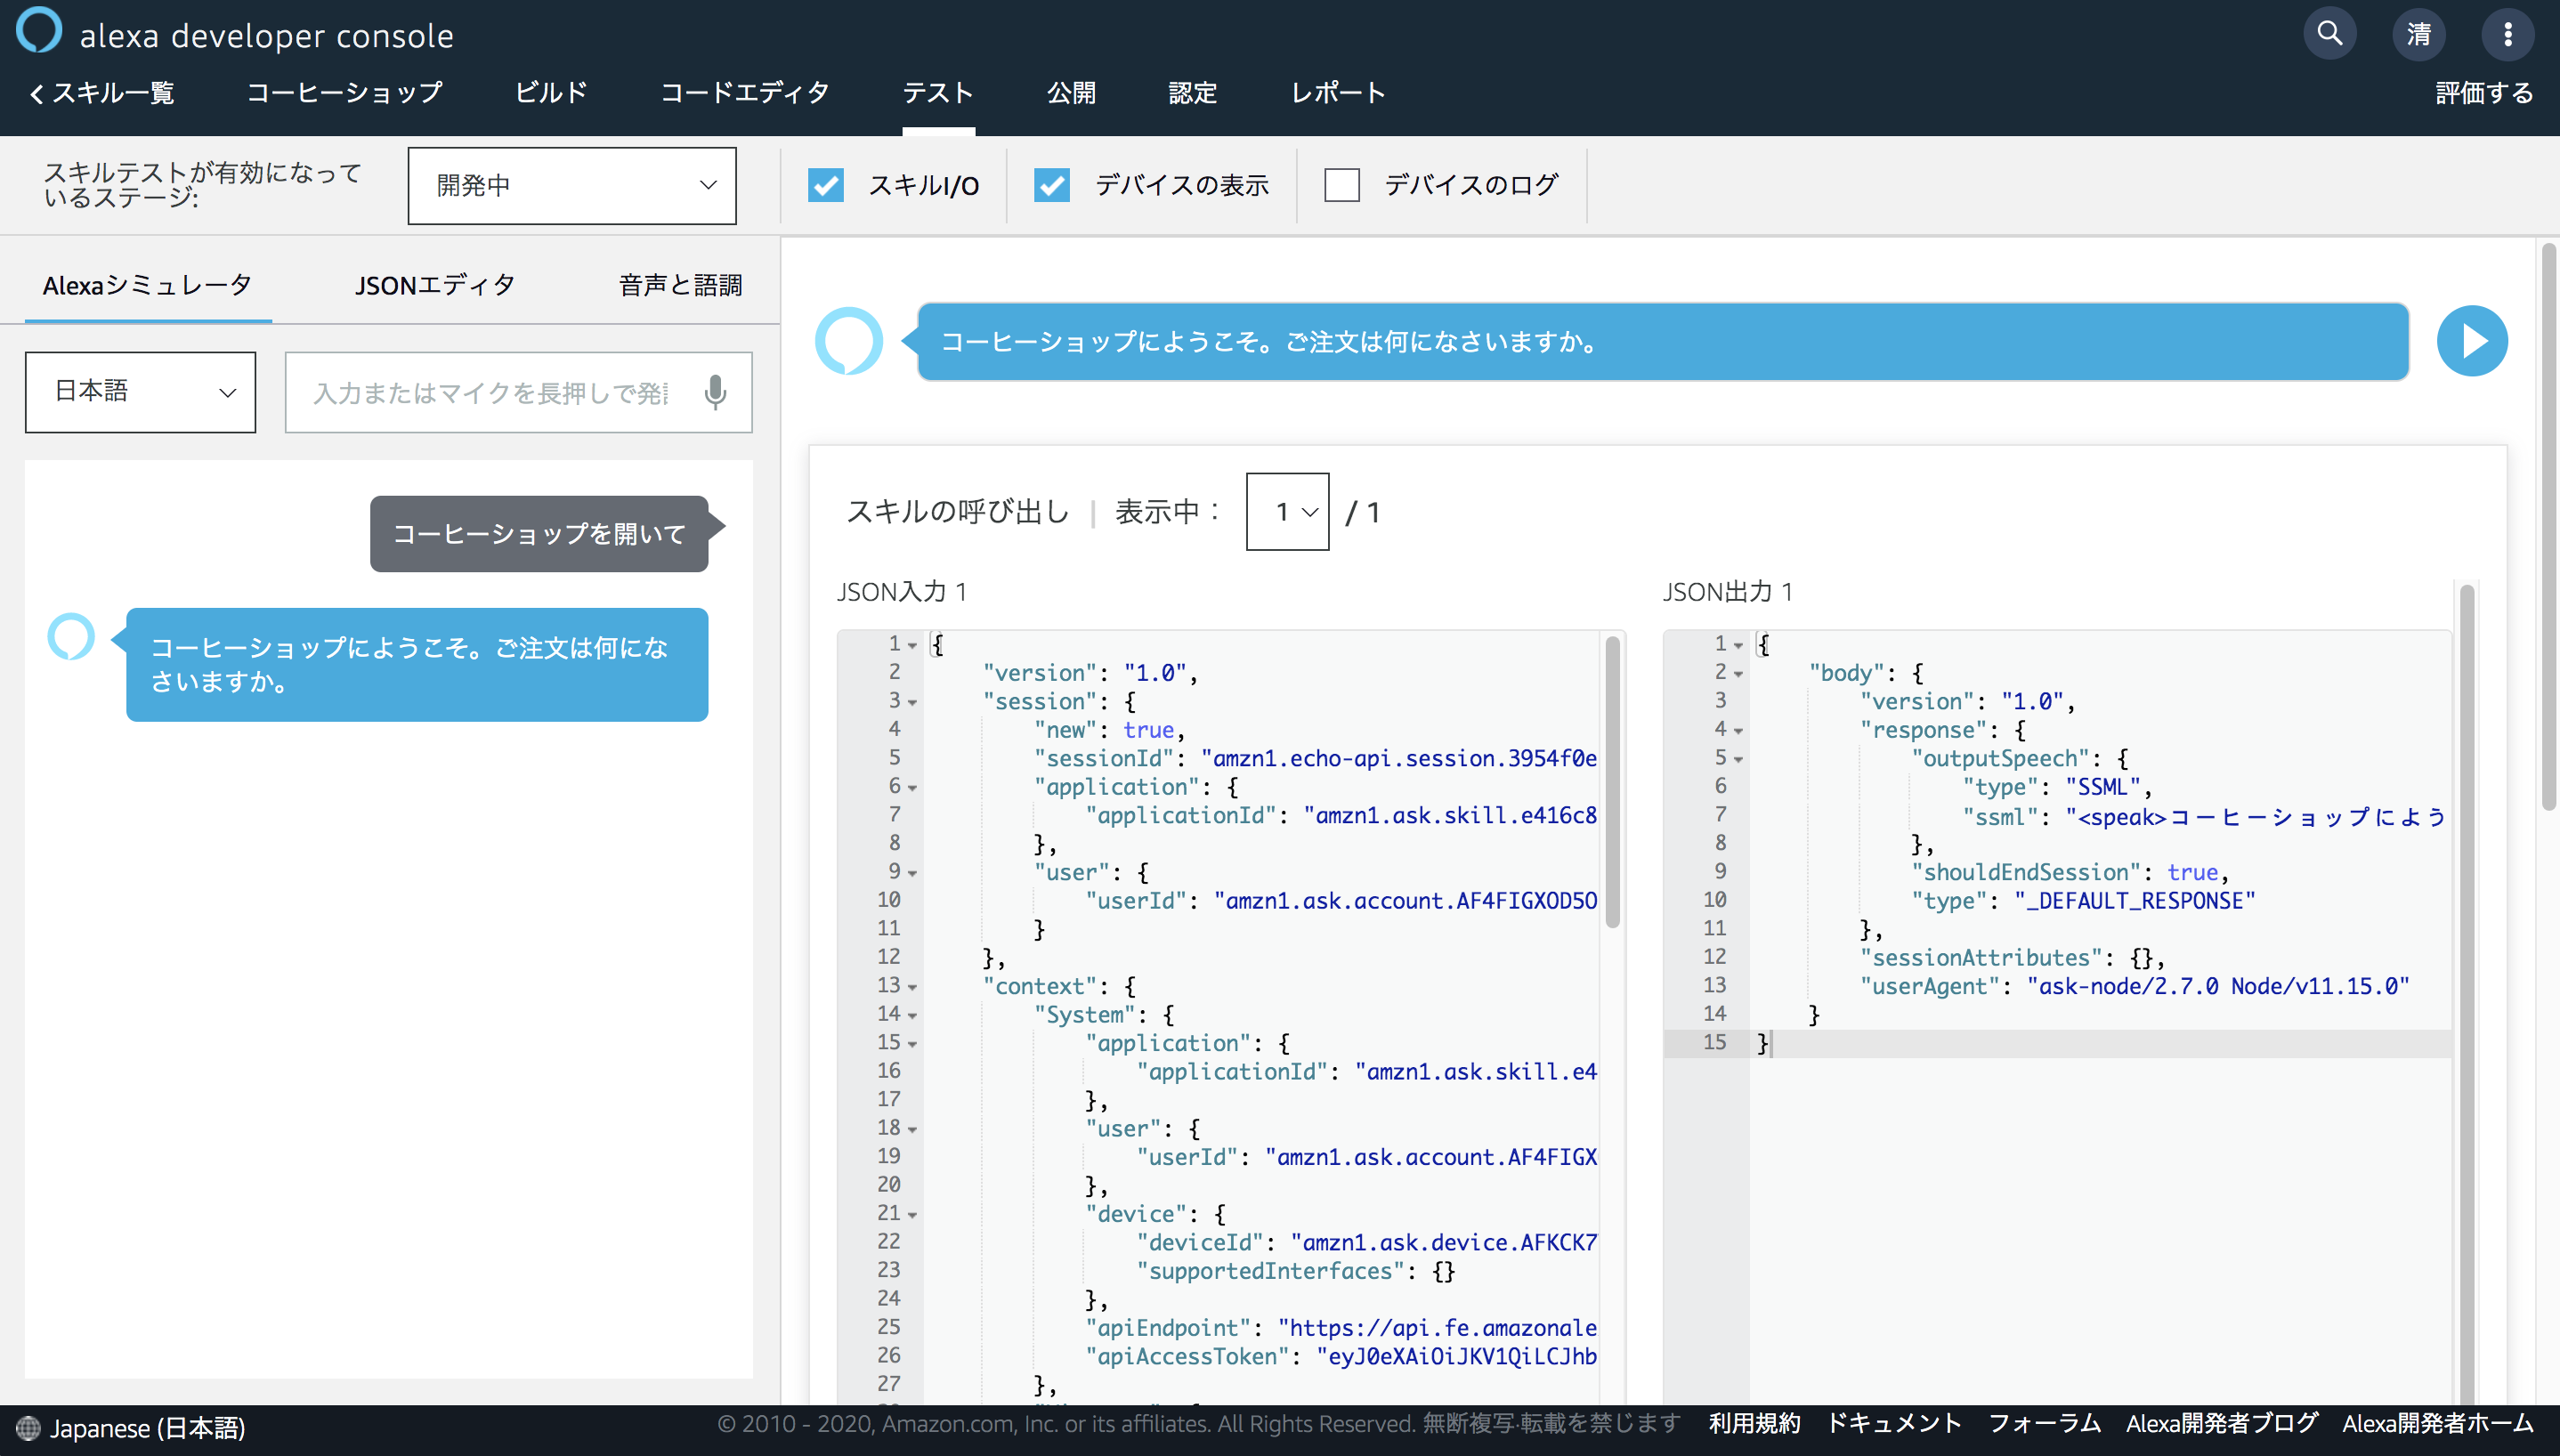 alexa developer console
清
スキル一覧
コーヒーショップ
ビルド
コードエディタ
テスト
公開
認定
レポート
評価する
スキルテストが有効になって
いるステージ:
開発中
スキルI/O
デバイスの表示
デバイスのログ
Alexaシミュレータ
JSONエディタ
音声と語調
日本語
入力またはマイクを長押しで発
コーヒーショップを開いて
コーヒーショップにようこそ。ご注文は何にな
さいますか。
コーヒーショップにようこそ。ご注文は何になさいますか。
スキルの呼び出し | 表示中： 1 / 1
JSON入力 1
1 {
2 "version": "1.0",
3 "session": {
4 "new": true,
5 "sessionId": "amzn1.echo-api.session.3954f0e
6 "application": {
7 "applicationId": "amzn1.ask.skill.e416c8
8 },
9 "user": {
10 "userId": "amzn1.ask.account.AF4FIGXOD5O
11 }
12 },
13 "context": {
14 "System": {
15 "application": {
16 "applicationId": "amzn1.ask.skill.e4
17 },
18 "user": {
19 "userId": "amzn1.ask.account.AF4FIGX
20 },
21 "device": {
22 "deviceId": "amzn1.ask.device.AFKCK7
23 "supportedInterfaces": {}
24 },
25 "apiEndpoint": "https://api.fe.amazonale
26 "apiAccessToken": "eyJ0eXAiOiJKV1QiLCJhb
27 },
JSON出力 1
1 {
2 "body": {
3 "version": "1.0",
4 "response": {
5 "outputSpeech": {
6 "type": "SSML",
7 "ssml": "<speak>コーヒーショップによう
8 },
9 "shouldEndSession": true,
10 "type": "_DEFAULT_RESPONSE"
11 },
12 "sessionAttributes": {},
13 "userAgent": "ask-node/2.7.0 Node/v11.15.0"
14 }
15 }
Japanese (日本語)
© 2010 - 2020, Amazon.com, Inc. or its affiliates. All Rights Reserved. 無断複写·転載を禁じます
利用規約
ドキュメント
フォーラム
Alexa開発者ブログ
Alexa開発者ホーム